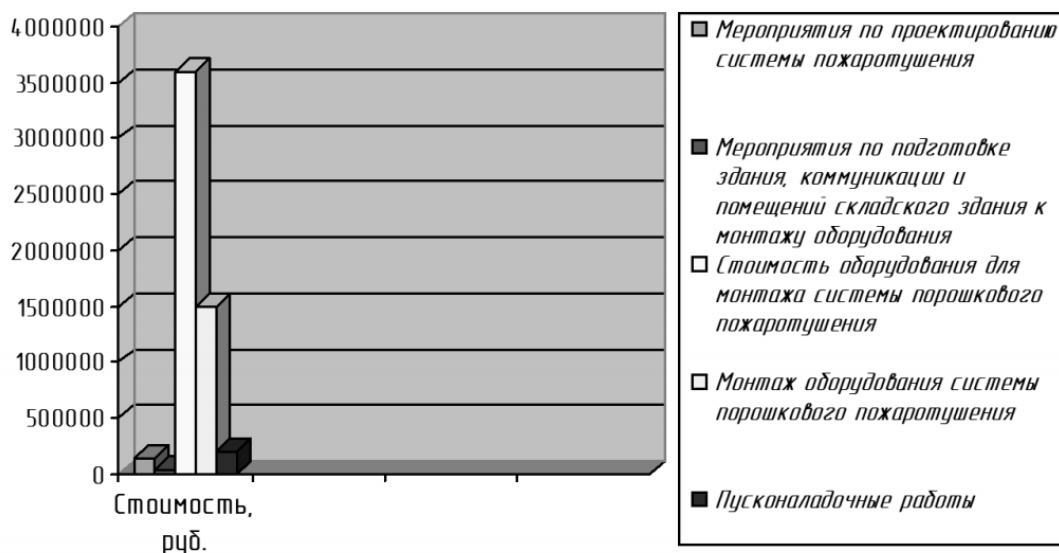 4000000
3500000
3000000
2500000
2000000
1500000
1000000
500000
0
Стоимость,
руб.
Мероприятия по проектированию
системы пожаротушения
Мероприятия по подготовке
здания, коммуникации и
помещений складского здания к
монтажу оборудования
Стоимость оборудования для
монтажа системы порошкового
пожаротушения
Монтаж оборудования системы
порошкового пожаротушения
Пусконаладочные работы